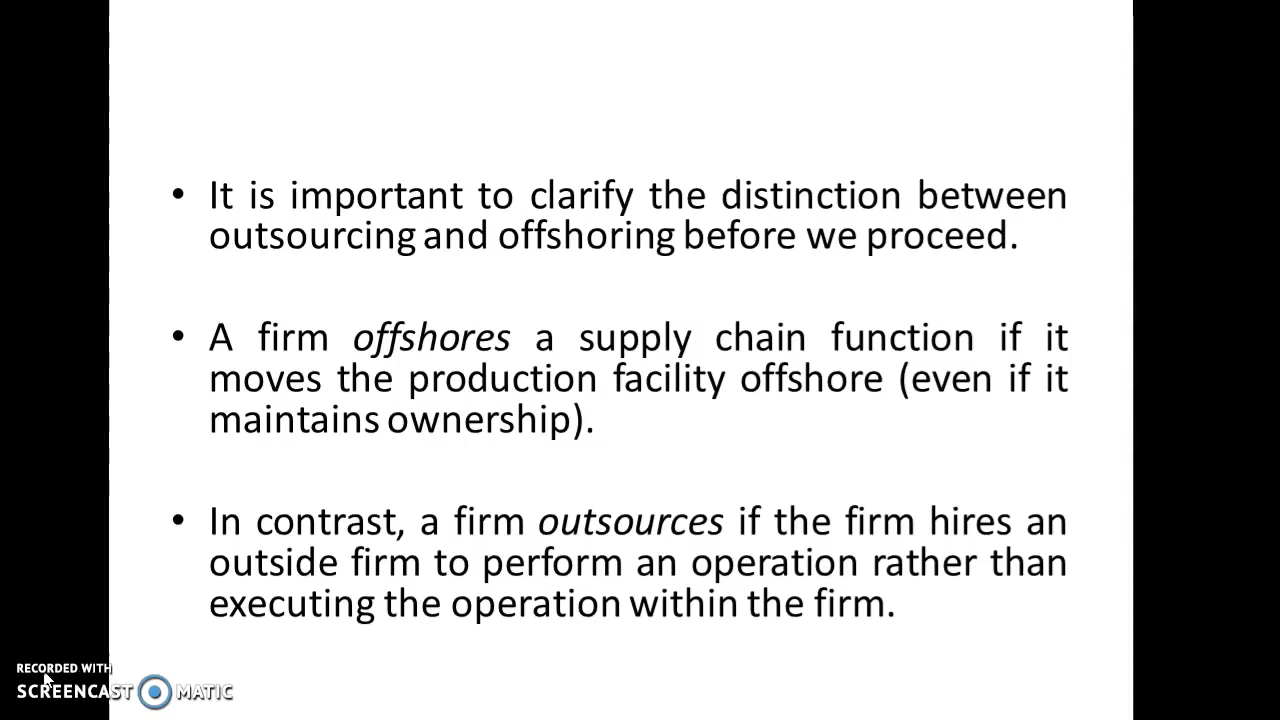 • It is important to clarify the distinction between
outsourcing and offshoring before we proceed.
• A firm offshores a supply chain function if it
moves the production facility offshore (even if it
maintains ownership).
• In contrast, a firm outsources if the firm hires an
outside firm to perform an operation rather than
executing the operation within the firm.
RECORDED WITH
SCREENCAST MATIC